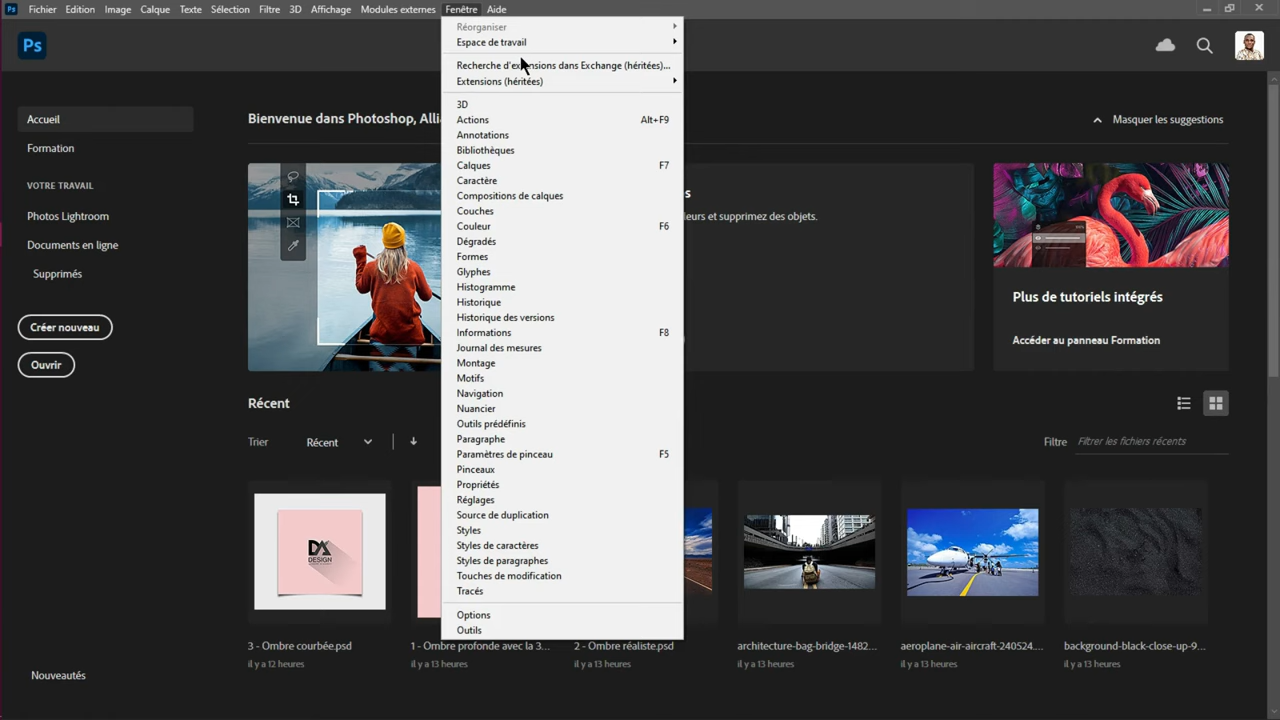 Ps Fichier Edition Image Calque Texte Sélection Filtre 3D Affichage Modules externes Fenêtre Aide
Ps
Accueil
Formation
VOTRE TRAVAIL
Photos Lightroom
Documents en ligne
Supprimés
Créer nouveau
Ouvrir
Nouveautés
Réorganiser
Espace de travail
Recherche d'extensions dans Exchange (héritées)...
Extensions (héritées)
3D
Actions Alt+F9
Annotations
Bibliothèques
Calques F7
Caractère
Compositions de calques
Couches
Couleur F6
Dégradés
Formes
Glyphes
Histogramme
Historique
Historique des versions
Informations F8
Journal des mesures
Montage
Motifs
Navigation
Nuancier
Outils prédéfinis
Paragraphe
Paramètres de pinceau F5
Pinceaux
Propriétés
Réglages
Source de duplication
Styles
Styles de caractères
Styles de paragraphes
Touches de modification
Tracés
Options
Outils
Bienvenue dans Photoshop,
Masquer les suggestions
eurs et supprimez des objets.
Plus de tutoriels intégrés
Accéder au panneau Formation
Récent
Trier Récent
Filtre Filtrer les fichiers récents
DESIGN
3 - Ombre courbée.psd
il y a 12 heures
1 - Ombre profonde avec la 3...
il y a 13 heures
2 - Ombre réaliste.psd
il y a 13 heures
architecture-bag-bridge-1482...
il y a 13 heures
aeroplane-air-aircraft-240524....
il y a 13 heures
background-black-close-up-9...
il y a 13 heures